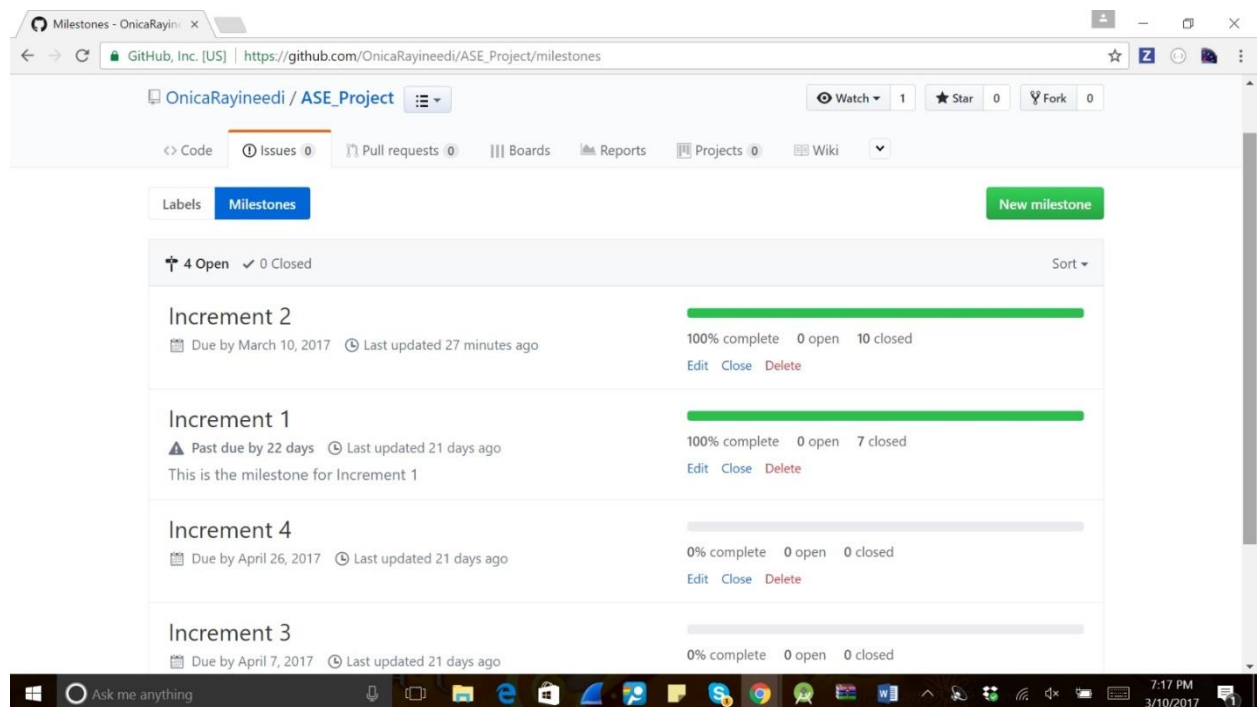 Milestones - OnicaRayin
GitHub, Inc. [US] | https://github.com/OnicaRayineedi/ASE_Project/milestones
OnicaRayineedi / ASE_Project
Watch 1 Star 0 Fork 0
Code Issues 0 Pull requests 0 Boards Reports Projects 0 Wiki
Labels Milestones New milestone
4 Open 0 Closed Sort
Increment 2
Due by March 10, 2017 Last updated 27 minutes ago
100% complete 0 open 10 closed
Edit Close Delete
Increment 1
Past due by 22 days Last updated 21 days ago
This is the milestone for Increment 1
100% complete 0 open 7 closed
Edit Close Delete
Increment 4
Due by April 26, 2017 Last updated 21 days ago
0% complete 0 open 0 closed
Edit Close Delete
Increment 3
Due by April 7, 2017 Last updated 21 days ago
0% complete 0 open 0 closed
Ask me anything
7:17 PM
3/10/2017